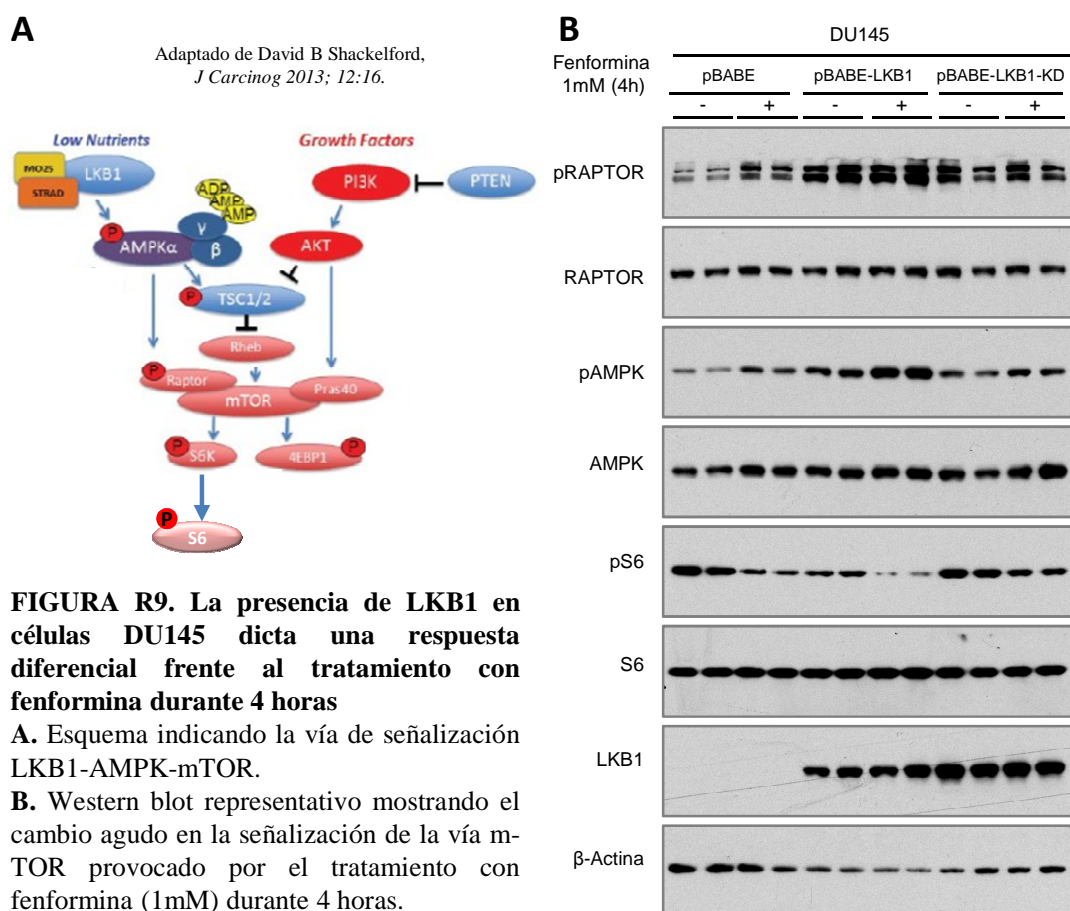 A
Adaptado de David B Shackelford,
J Carcinog 2013; 12:16.
Low Nutrients
Growth Factors
MO25
STRAD
LKB1
PI3K
PTEN
ADP
AMP
AMP
P
AMPKα
γ
β
AKT
P
TSC1/2
Rheb
P
Raptor
mTOR
Pras40
P
S6K
4EBP1
P
P
S6
FIGURA R9. La presencia de LKB1 en
células DU145 dicta una respuesta
diferencial frente al tratamiento con
fenformina durante 4 horas
A. Esquema indicando la vía de señalización
LKB1-AMPK-mTOR.
B. Western blot representativo mostrando el
cambio agudo en la señalización de la vía m-
TOR provocado por el tratamiento con
fenformina (1mM) durante 4 horas.
B
DU145
Fenformina
1mM (4h)
pBABE pBABE-LKB1 pBABE-LKB1-KD
- + - + - +
pRAPTOR
RAPTOR
pAMPK
AMPK
pS6
S6
LKB1
β-Actina